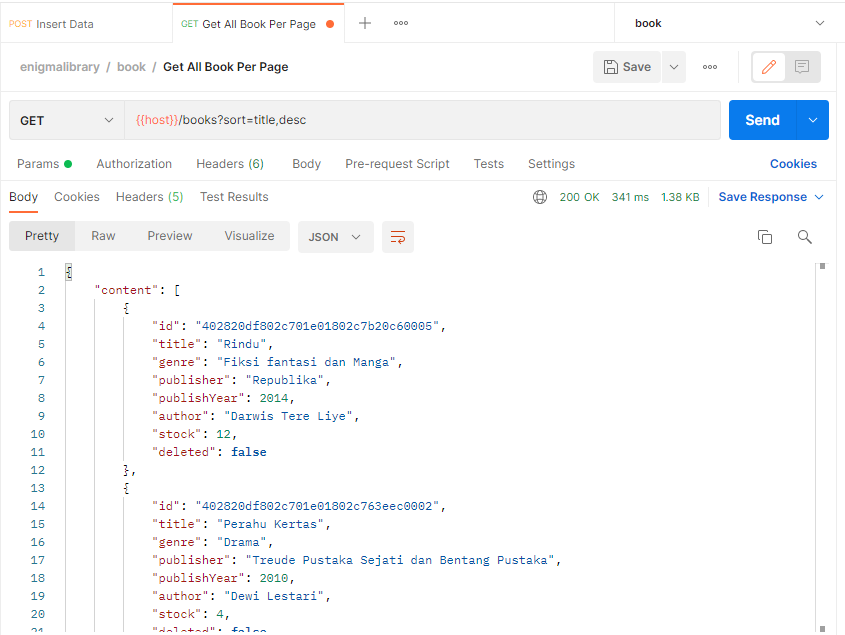 POST Insert Data
GET Get All Book Per Page
book
enigmalibrary / book / Get All Book Per Page
Save
GET
{{host}}/books?sort=title,desc
Send
Params Authorization Headers (6) Body Pre-request Script Tests Settings Cookies
Body Cookies Headers (5) Test Results 200 OK 341 ms 1.38 KB Save Response
Pretty Raw Preview Visualize JSON
1 {
2 "content": [
3 {
4 "id": "402820df802c701e01802c7b20c60005",
5 "title": "Rindu",
6 "genre": "Fiksi fantasi dan Manga",
7 "publisher": "Republika",
8 "publishYear": 2014,
9 "author": "Darwis Tere Liye",
10 "stock": 12,
11 "deleted": false
12 },
13 {
14 "id": "402820df802c701e01802c763eec0002",
15 "title": "Perahu Kertas",
16 "genre": "Drama",
17 "publisher": "Treude Pustaka Sejati dan Bentang Pustaka",
18 "publishYear": 2010,
19 "author": "Dewi Lestari",
20 "stock": 4,
21 "deleted": false